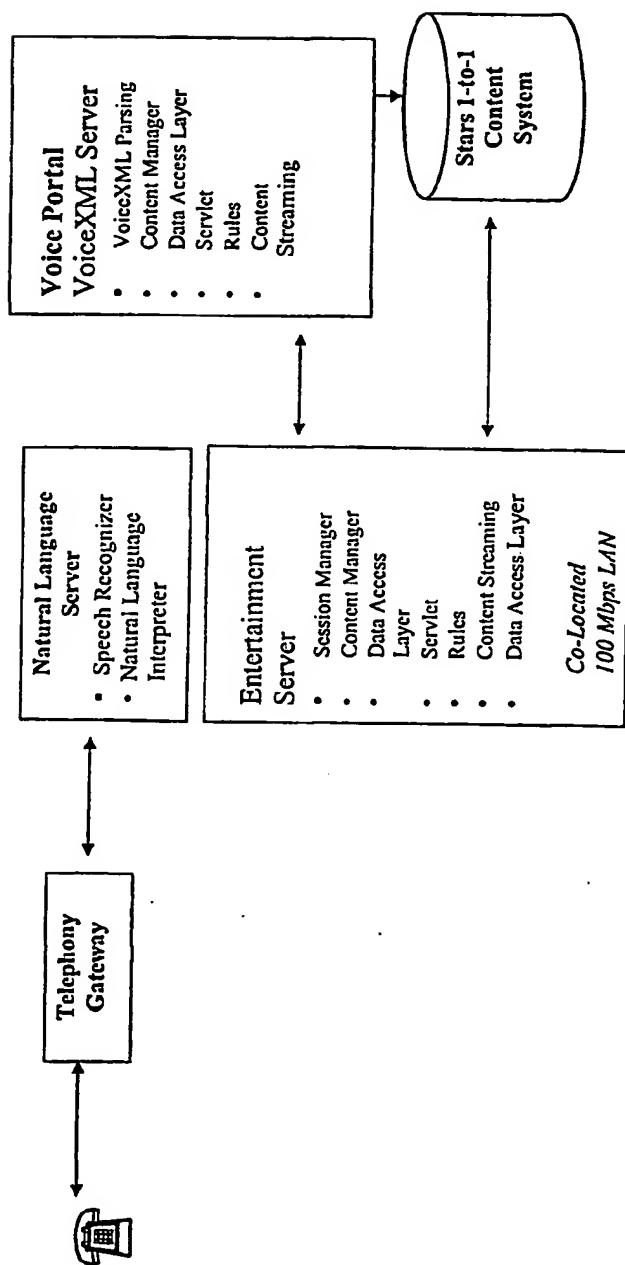 Telephony
Gateway
Natural Language
Server
• Speech Recognizer
• Natural Language
Interpreter
Entertainment
Server
• Session Manager
• Content Manager
• Data Access
Layer
• Servlet
• Rules
• Content Streaming
• Data Access Layer
Co-Located
100 Mbps LAN
Voice Portal
VoiceXML Server
• VoiceXML Parsing
• Content Manager
• Data Access Layer
• Servlet
• Rules
• Content
Streaming
Stars 1-to-1
Content
System